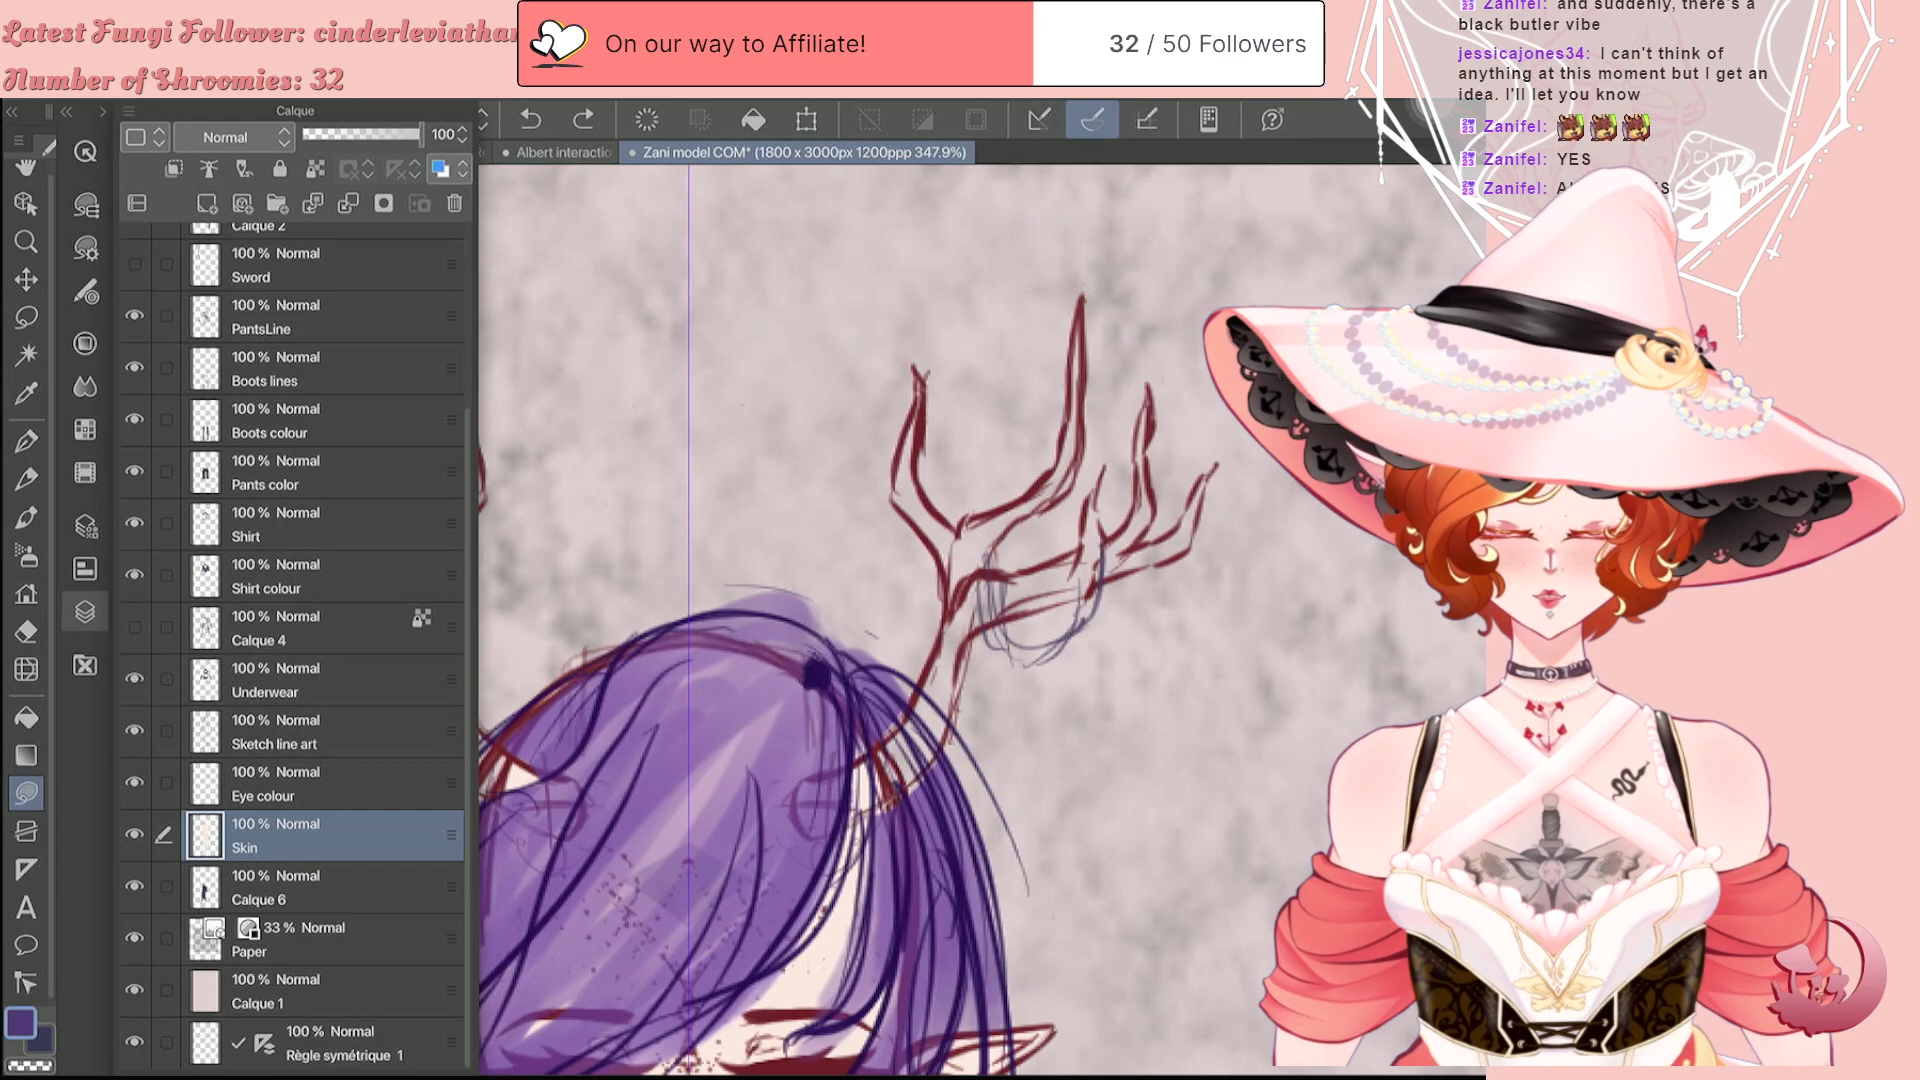 Latest Fungi Follower: cinderleviathan
Number of Shroomies: 32
On our way to Affiliate!
32 / 50 Followers
Zanifel: and suddenly, there's a
black butler vibe
jessicajones34: I can't think of
anything at this moment but I get an
idea. I'll let you know
Zanifel:
Zanifel: YES
Zanifel:
Calque
Normal
100
Albert interactio
Zani model COM* (1800 x 3000px 1200ppp 347.9%)
Calque 2
100 % Normal
Sword
100 % Normal
PantsLine
100 % Normal
Boots lines
100 % Normal
Boots colour
100 % Normal
Pants color
100 % Normal
Shirt
100 % Normal
Shirt colour
100 % Normal
Calque 4
100 % Normal
Underwear
100 % Normal
Sketch line art
100 % Normal
Eye colour
100 % Normal
Skin
100 % Normal
Calque 6
33 % Normal
Paper
100 % Normal
Calque 1
100 % Normal
Règle symétrique 1